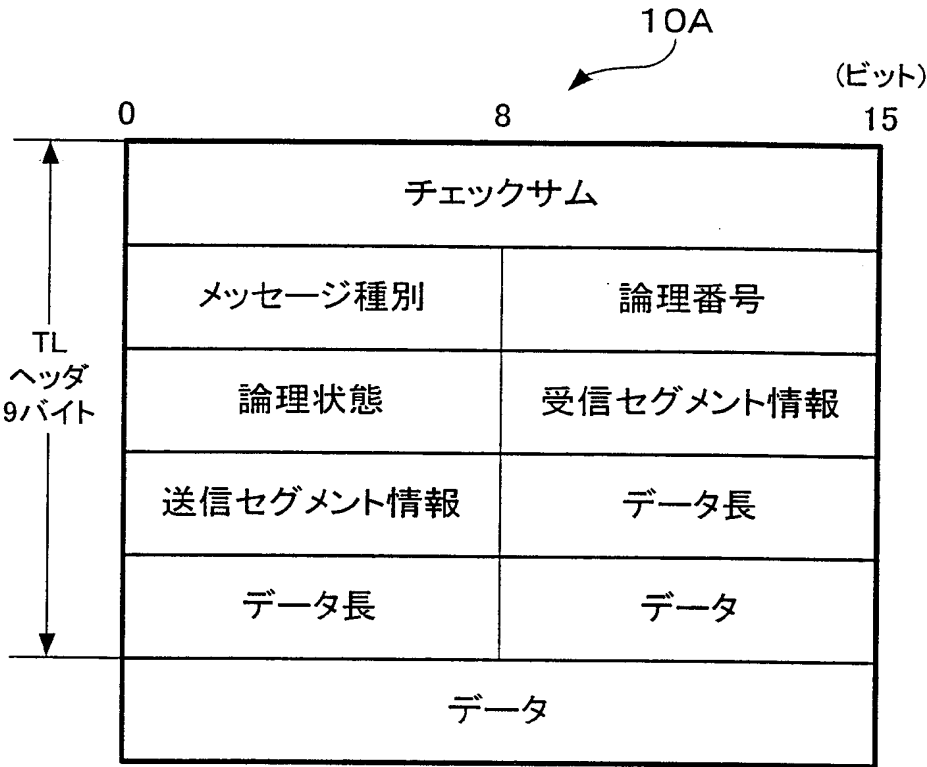 10A
(ビット)
0 8 15
チェックサム
メッセージ種別 論理番号
論理状態 受信セグメント情報
送信セグメント情報 データ長
データ長 データ
データ
TL
ヘッダ
9バイト